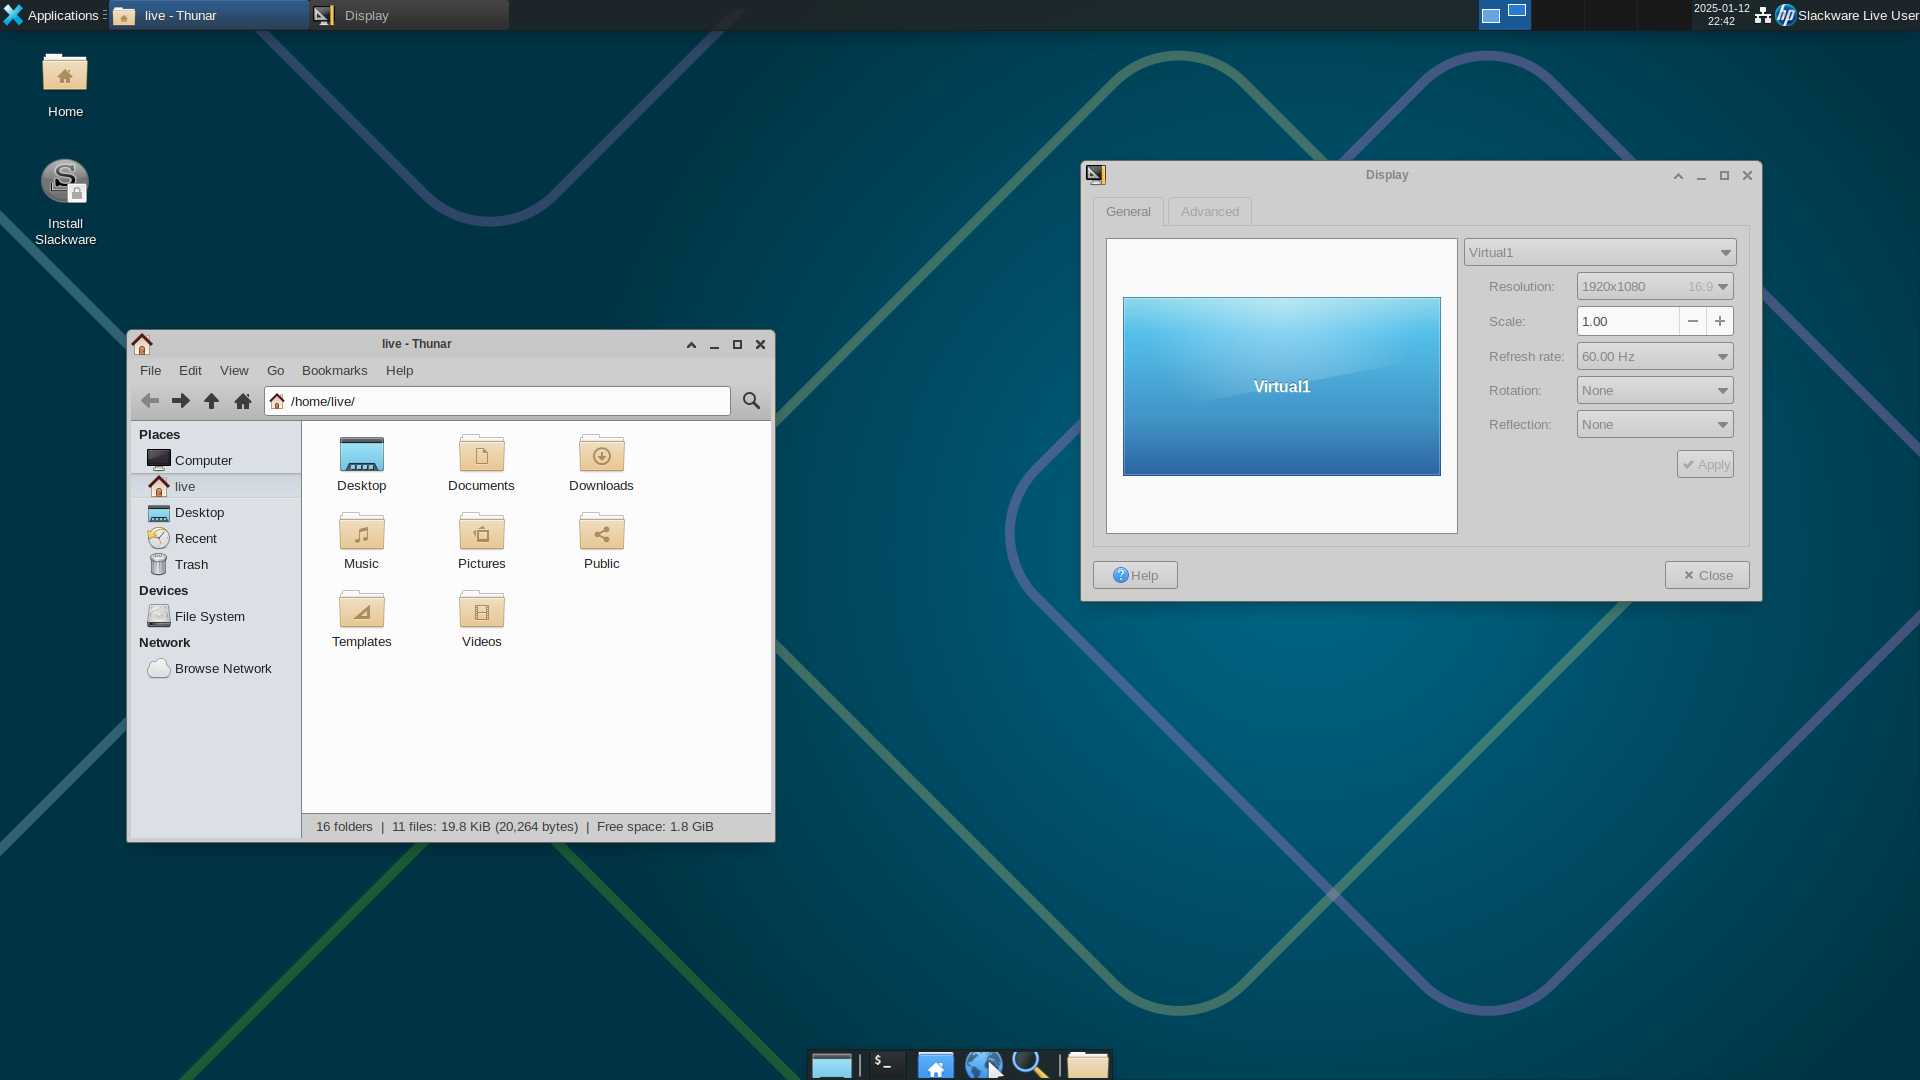 Applications
live - Thunar
Display
2025-01-12
22:42
hp
Slackware Live User
Home
S
Install
Slackware
live - Thunar
File Edit View Go Bookmarks Help
/home/live/
Places
Computer
live
Desktop
Recent
Trash
Devices
File System
Network
Browse Network
Desktop Documents Downloads
Music Pictures Public
Templates Videos
16 folders | 11 files: 19.8 KiB (20,264 bytes) | Free space: 1.8 GiB
Display
General Advanced
Virtual1
Virtual1
Resolution: 1920x1080 16:9
Scale: 1.00
Refresh rate: 60.00 Hz
Rotation: None
Reflection: None
Apply
? Help
Close
$ _